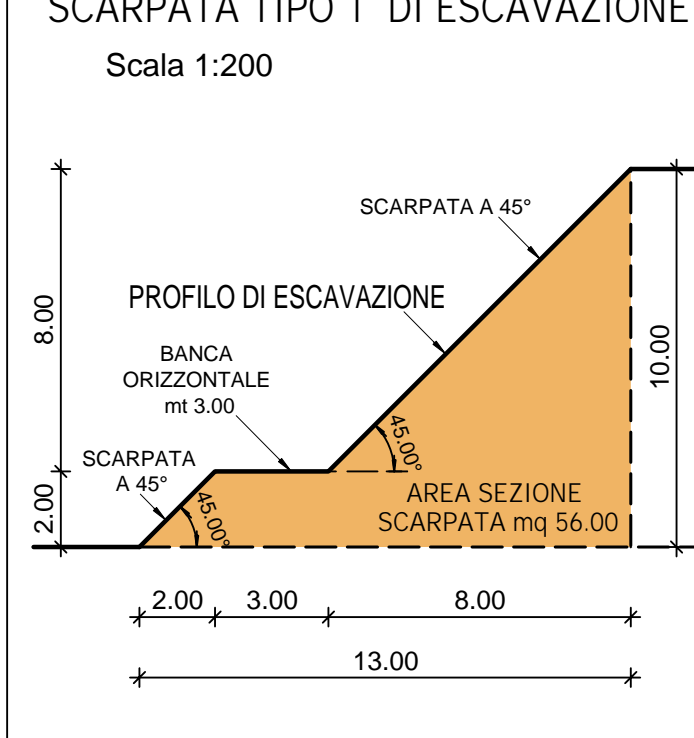 SCARPATA TIPO 1 DI ESCAVAZIONE
Scala 1:200
SCARPATA A 45°
PROFILO DI ESCAVAZIONE
8.00
10.00
BANCA
ORIZZONTALE
mt 3.00
SCARPATA
A 45°
45.00°
45.00°
2.00
AREA SEZIONE
SCARPATA mq 56.00
2.00
3.00
8.00
13.00